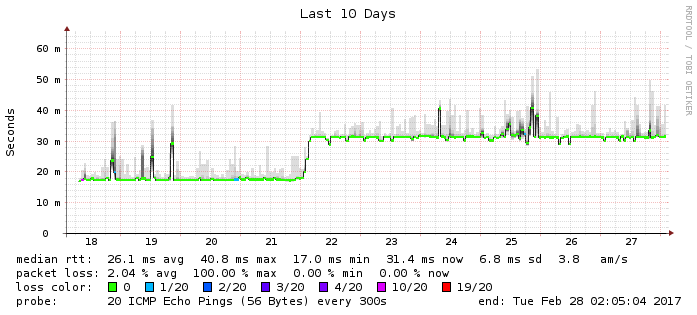 Last 10 Days
RRDTOOL / TOBI OETIKER
Seconds
60 m
50 m
40 m
30 m
20 m
10 m
0
18 19 20 21 22 23 24 25 26 27
median rtt: 26.1 ms avg 40.8 ms max 17.0 ms min 31.4 ms now 6.8 ms sd 3.8 am/s
packet loss: 2.04 % avg 100.00 % max 0.00 % min 0.00 % now
loss color: 0 1/20 2/20 3/20 4/20 10/20 19/20
probe: 20 ICMP Echo Pings (56 Bytes) every 300s end: Tue Feb 28 02:05:04 2017